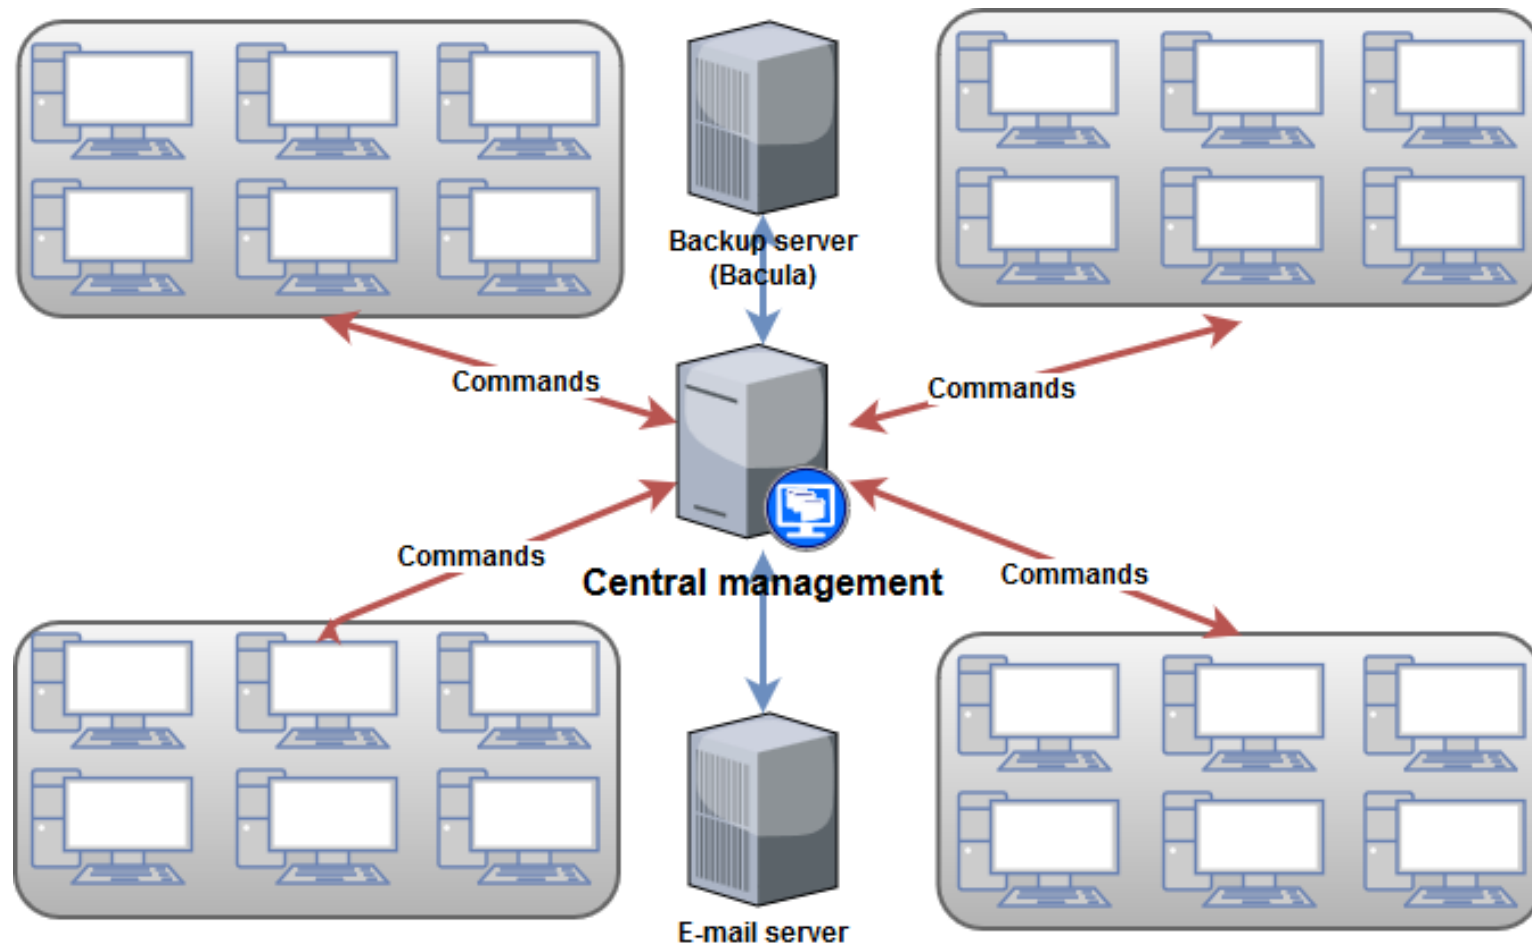 Backup server
(Bacula)
Commands
Commands
Commands
Central management
Commands
E-mail server